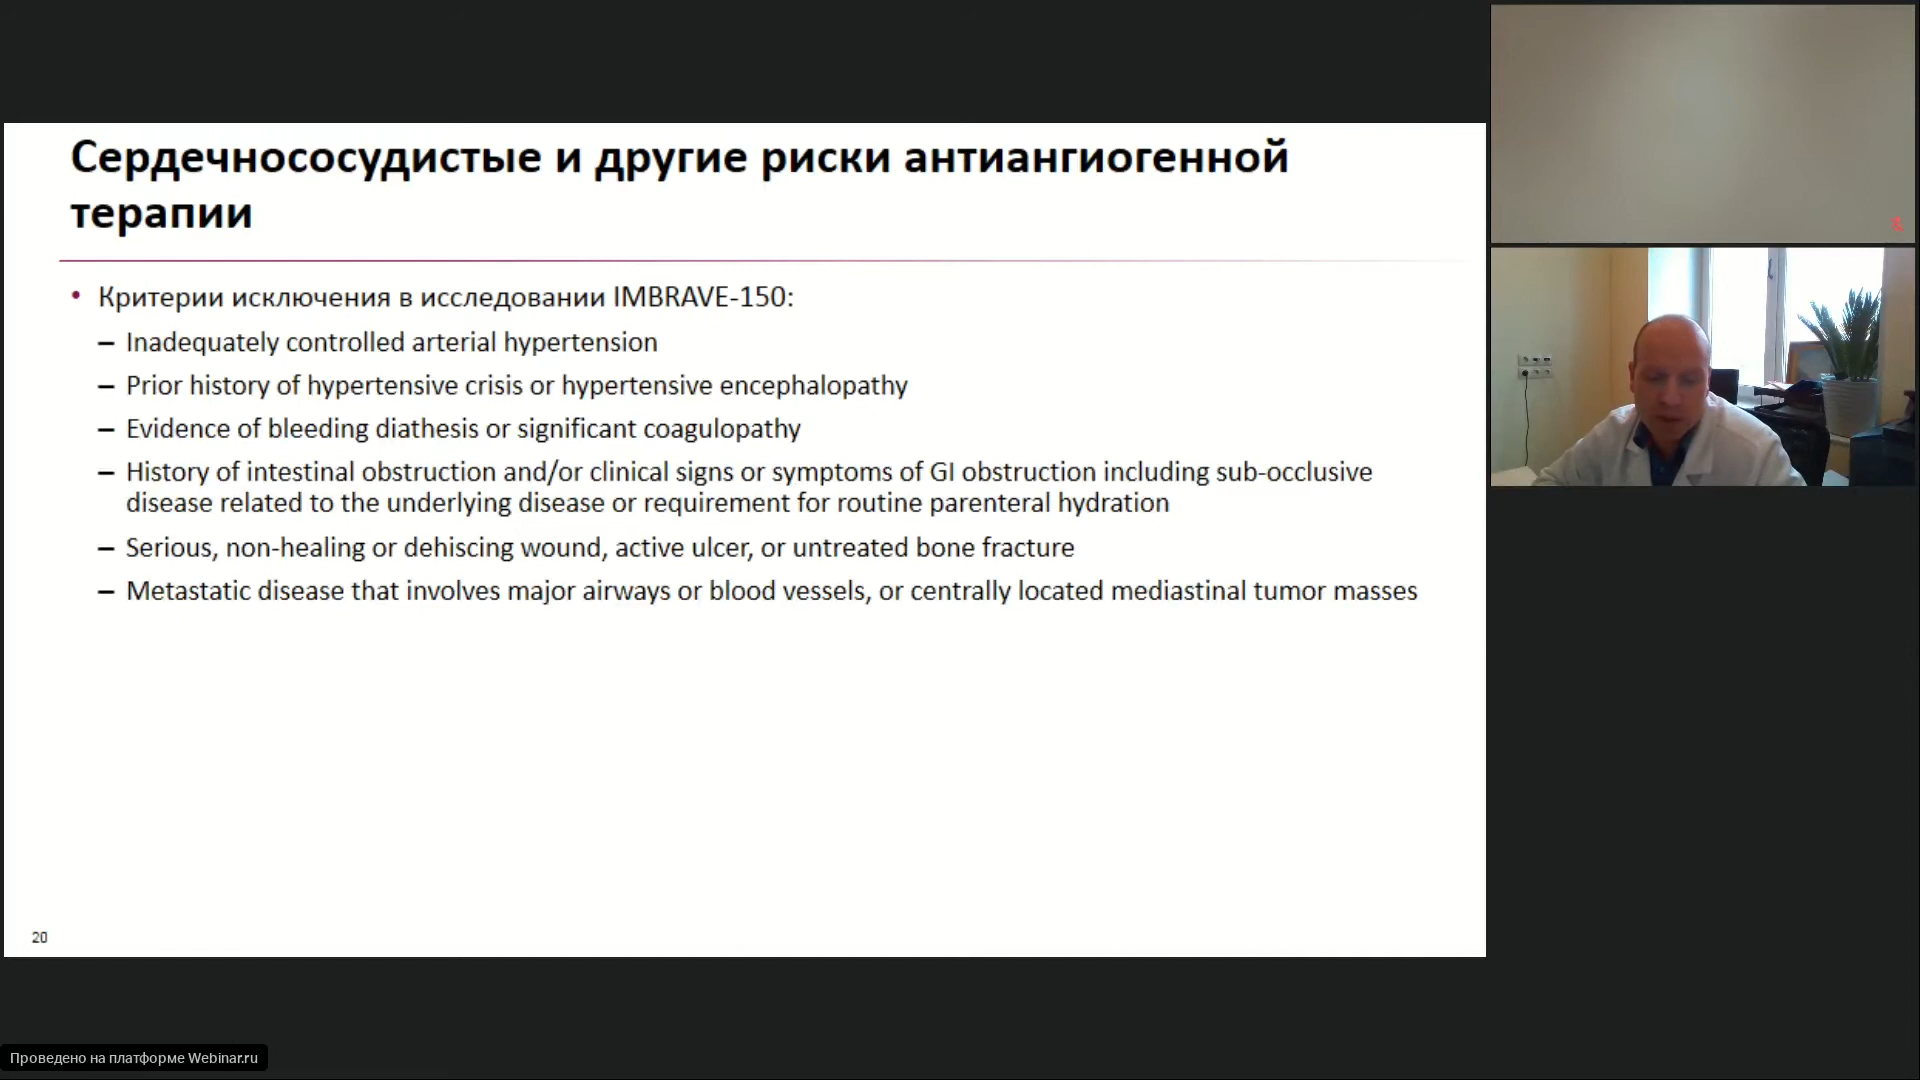 Сердечнососудистые и другие риски антиангиогенной
терапии
• Критерии исключения в исследовании IMBRAVE-150:
– Inadequately controlled arterial hypertension
– Prior history of hypertensive crisis or hypertensive encephalopathy
– Evidence of bleeding diathesis or significant coagulopathy
– History of intestinal obstruction and/or clinical signs or symptoms of GI obstruction including sub-occlusive
disease related to the underlying disease or requirement for routine parenteral hydration
– Serious, non-healing or dehiscing wound, active ulcer, or untreated bone fracture
– Metastatic disease that involves major airways or blood vessels, or centrally located mediastinal tumor masses
20
Проведено на платформе Webinar.ru